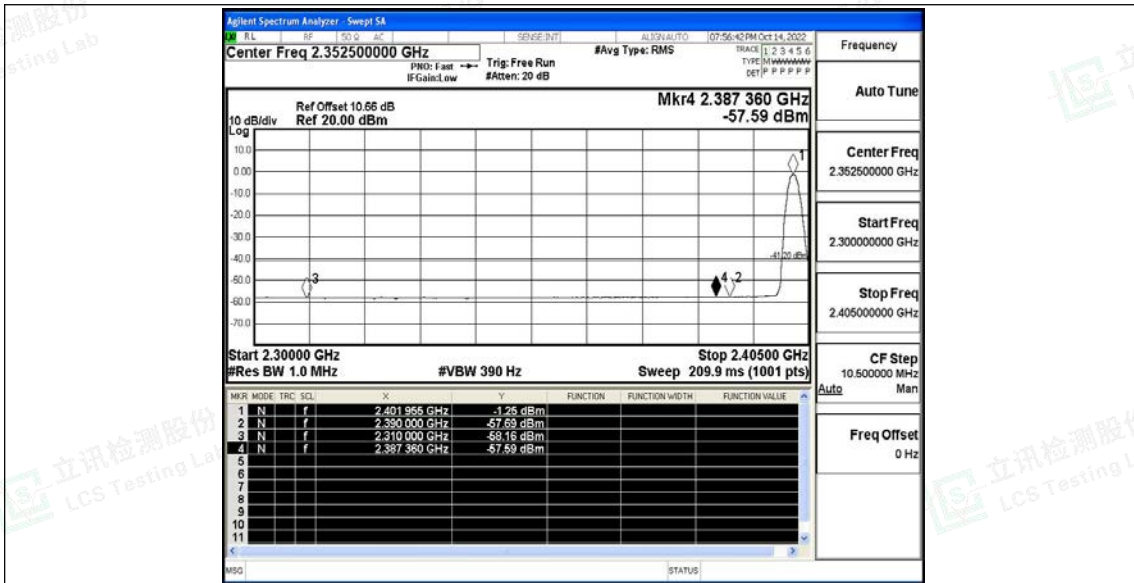 Agilent Spectrum Analyzer - Swept SA
RL RF 50 Ω AC SENSE:INT ALIGNAUTO 07:56:42 PM Oct 14, 2022
Center Freq 2.352500000 GHz #Avg Type: RMS TRACE 1 2 3 4 5 6
PNO: Fast Trig: Free Run TYPE M WWWWW
IFGain:Low #Atten: 20 dB DET P P P P P P
Frequency
Auto Tune
Center Freq
2.352500000 GHz
Start Freq
2.300000000 GHz
Stop Freq
2.405000000 GHz
CF Step
10.500000 MHz
Auto Man
Freq Offset
0 Hz
Ref Offset 10.66 dB Mkr4 2.387 360 GHz
10 dB/div Ref 20.00 dBm -57.59 dBm
Log
10.0
0.00
-10.0
-20.0
-30.0
-40.0
-50.0
-60.0
-70.0
1
-41.20 dBm
3
4 2
Start 2.30000 GHz Stop 2.40500 GHz
#Res BW 1.0 MHz #VBW 390 Hz Sweep 209.9 ms (1001 pts)
MKR MODE TRC SCL X Y FUNCTION FUNCTION WIDTH FUNCTION VALUE
1 N f 2.401 955 GHz -1.25 dBm
2 N f 2.390 000 GHz -57.69 dBm
3 N f 2.310 000 GHz -58.16 dBm
4 N f 2.387 360 GHz -57.59 dBm
5
6
7
8
9
10
11
MSG STATUS
立讯检测股份
LCS Testing Lab
立讯检测股份
LCS Testing L